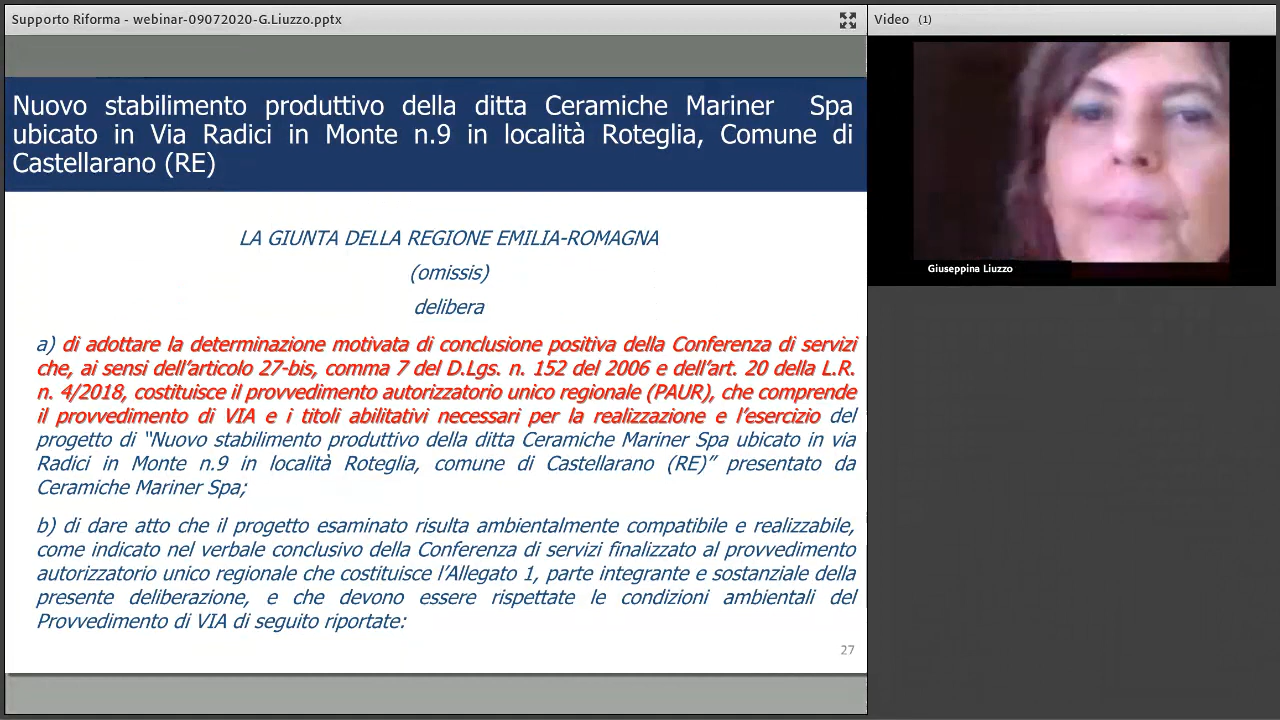 Supporto Riforma - webinar-09072020-G.Liuzzo.pptx
Video (1)
Nuovo stabilimento produttivo della ditta Ceramiche Mariner Spa
ubicato in Via Radici in Monte n.9 in località Roteglia, Comune di
Castellarano (RE)
LA GIUNTA DELLA REGIONE EMILIA-ROMAGNA
(omissis)
delibera
a) di adottare la determinazione motivata di conclusione positiva della Conferenza di servizi
che, ai sensi dell'articolo 27-bis, comma 7 del D.Lgs. n. 152 del 2006 e dell'art. 20 della L.R.
n. 4/2018, costituisce il provvedimento autorizzatorio unico regionale (PAUR), che comprende
il provvedimento di VIA e i titoli abilitativi necessari per la realizzazione e l'esercizio del
progetto di "Nuovo stabilimento produttivo della ditta Ceramiche Mariner Spa ubicato in via
Radici in Monte n.9 in località Roteglia, comune di Castellarano (RE)" presentato da
Ceramiche Mariner Spa;
b) di dare atto che il progetto esaminato risulta ambientalmente compatibile e realizzabile,
come indicato nel verbale conclusivo della Conferenza di servizi finalizzato al provvedimento
autorizzatorio unico regionale che costituisce l'Allegato 1, parte integrante e sostanziale della
presente deliberazione, e che devono essere rispettate le condizioni ambientali del
Provvedimento di VIA di seguito riportate:
27
Giuseppina Liuzzo